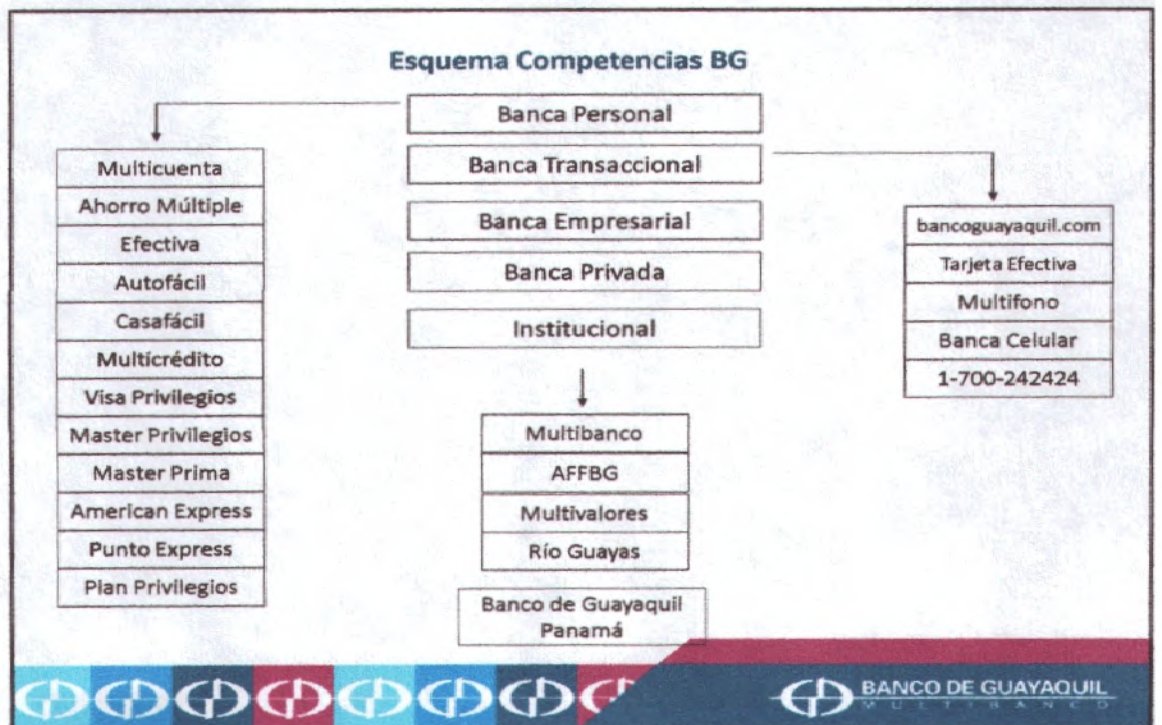 Esquema Competencias BG
Banca Personal
Banca Transaccional
Banca Empresarial
Banca Privada
Institucional
Multicuenta
Ahorro Múltiple
Efectiva
Autofácil
Casafácil
Multicrédito
Visa Privilegios
Master Privilegios
Master Prima
American Express
Punto Express
Plan Privilegios
bancoguayaquil.com
Tarjeta Efectiva
Multifono
Banca Celular
1-700-242424
Multibanco
AFFBG
Multivalores
Río Guayas
Banco de Guayaquil
Panamá
BANCO DE GUAYAQUIL
MULTIBANCO